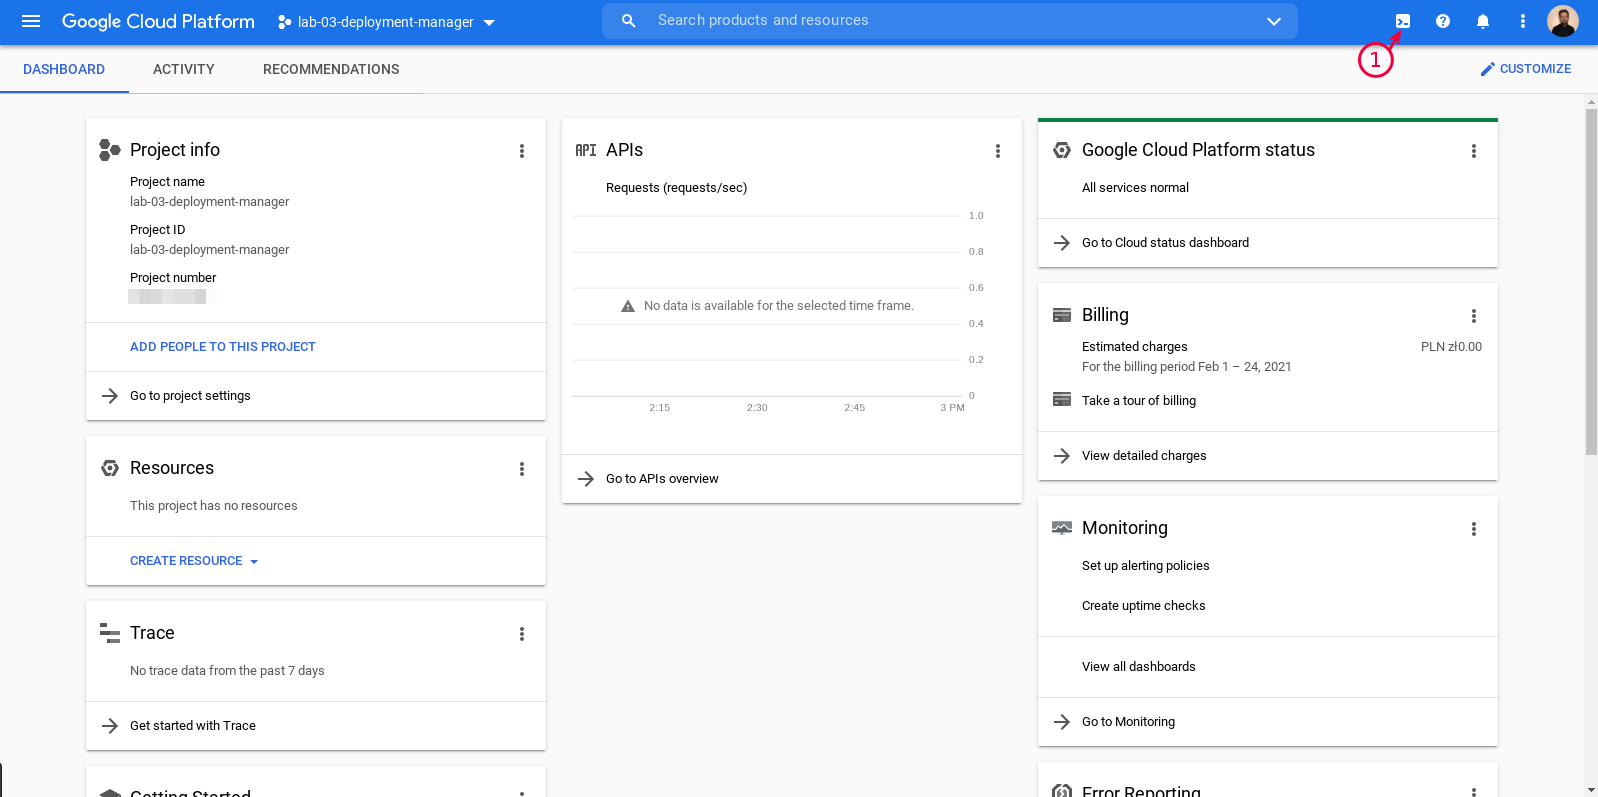 Google Cloud Platform
lab-03-deployment-manager
Search products and resources
1
DASHBOARD
ACTIVITY
RECOMMENDATIONS
CUSTOMIZE
Project info
Project name
lab-03-deployment-manager
Project ID
lab-03-deployment-manager
Project number
ADD PEOPLE TO THIS PROJECT
Go to project settings
Resources
This project has no resources
CREATE RESOURCE
Trace
No trace data from the past 7 days
Get started with Trace
Getting Started
API APIs
Requests (requests/sec)
1.0
0.8
0.6
No data is available for the selected time frame.
0.4
0.2
0
2:15 2:30 2:45 3 PM
Go to APIs overview
Google Cloud Platform status
All services normal
Go to Cloud status dashboard
Billing
Estimated charges PLN zł0.00
For the billing period Feb 1 – 24, 2021
Take a tour of billing
View detailed charges
Monitoring
Set up alerting policies
Create uptime checks
View all dashboards
Go to Monitoring
Error Reporting